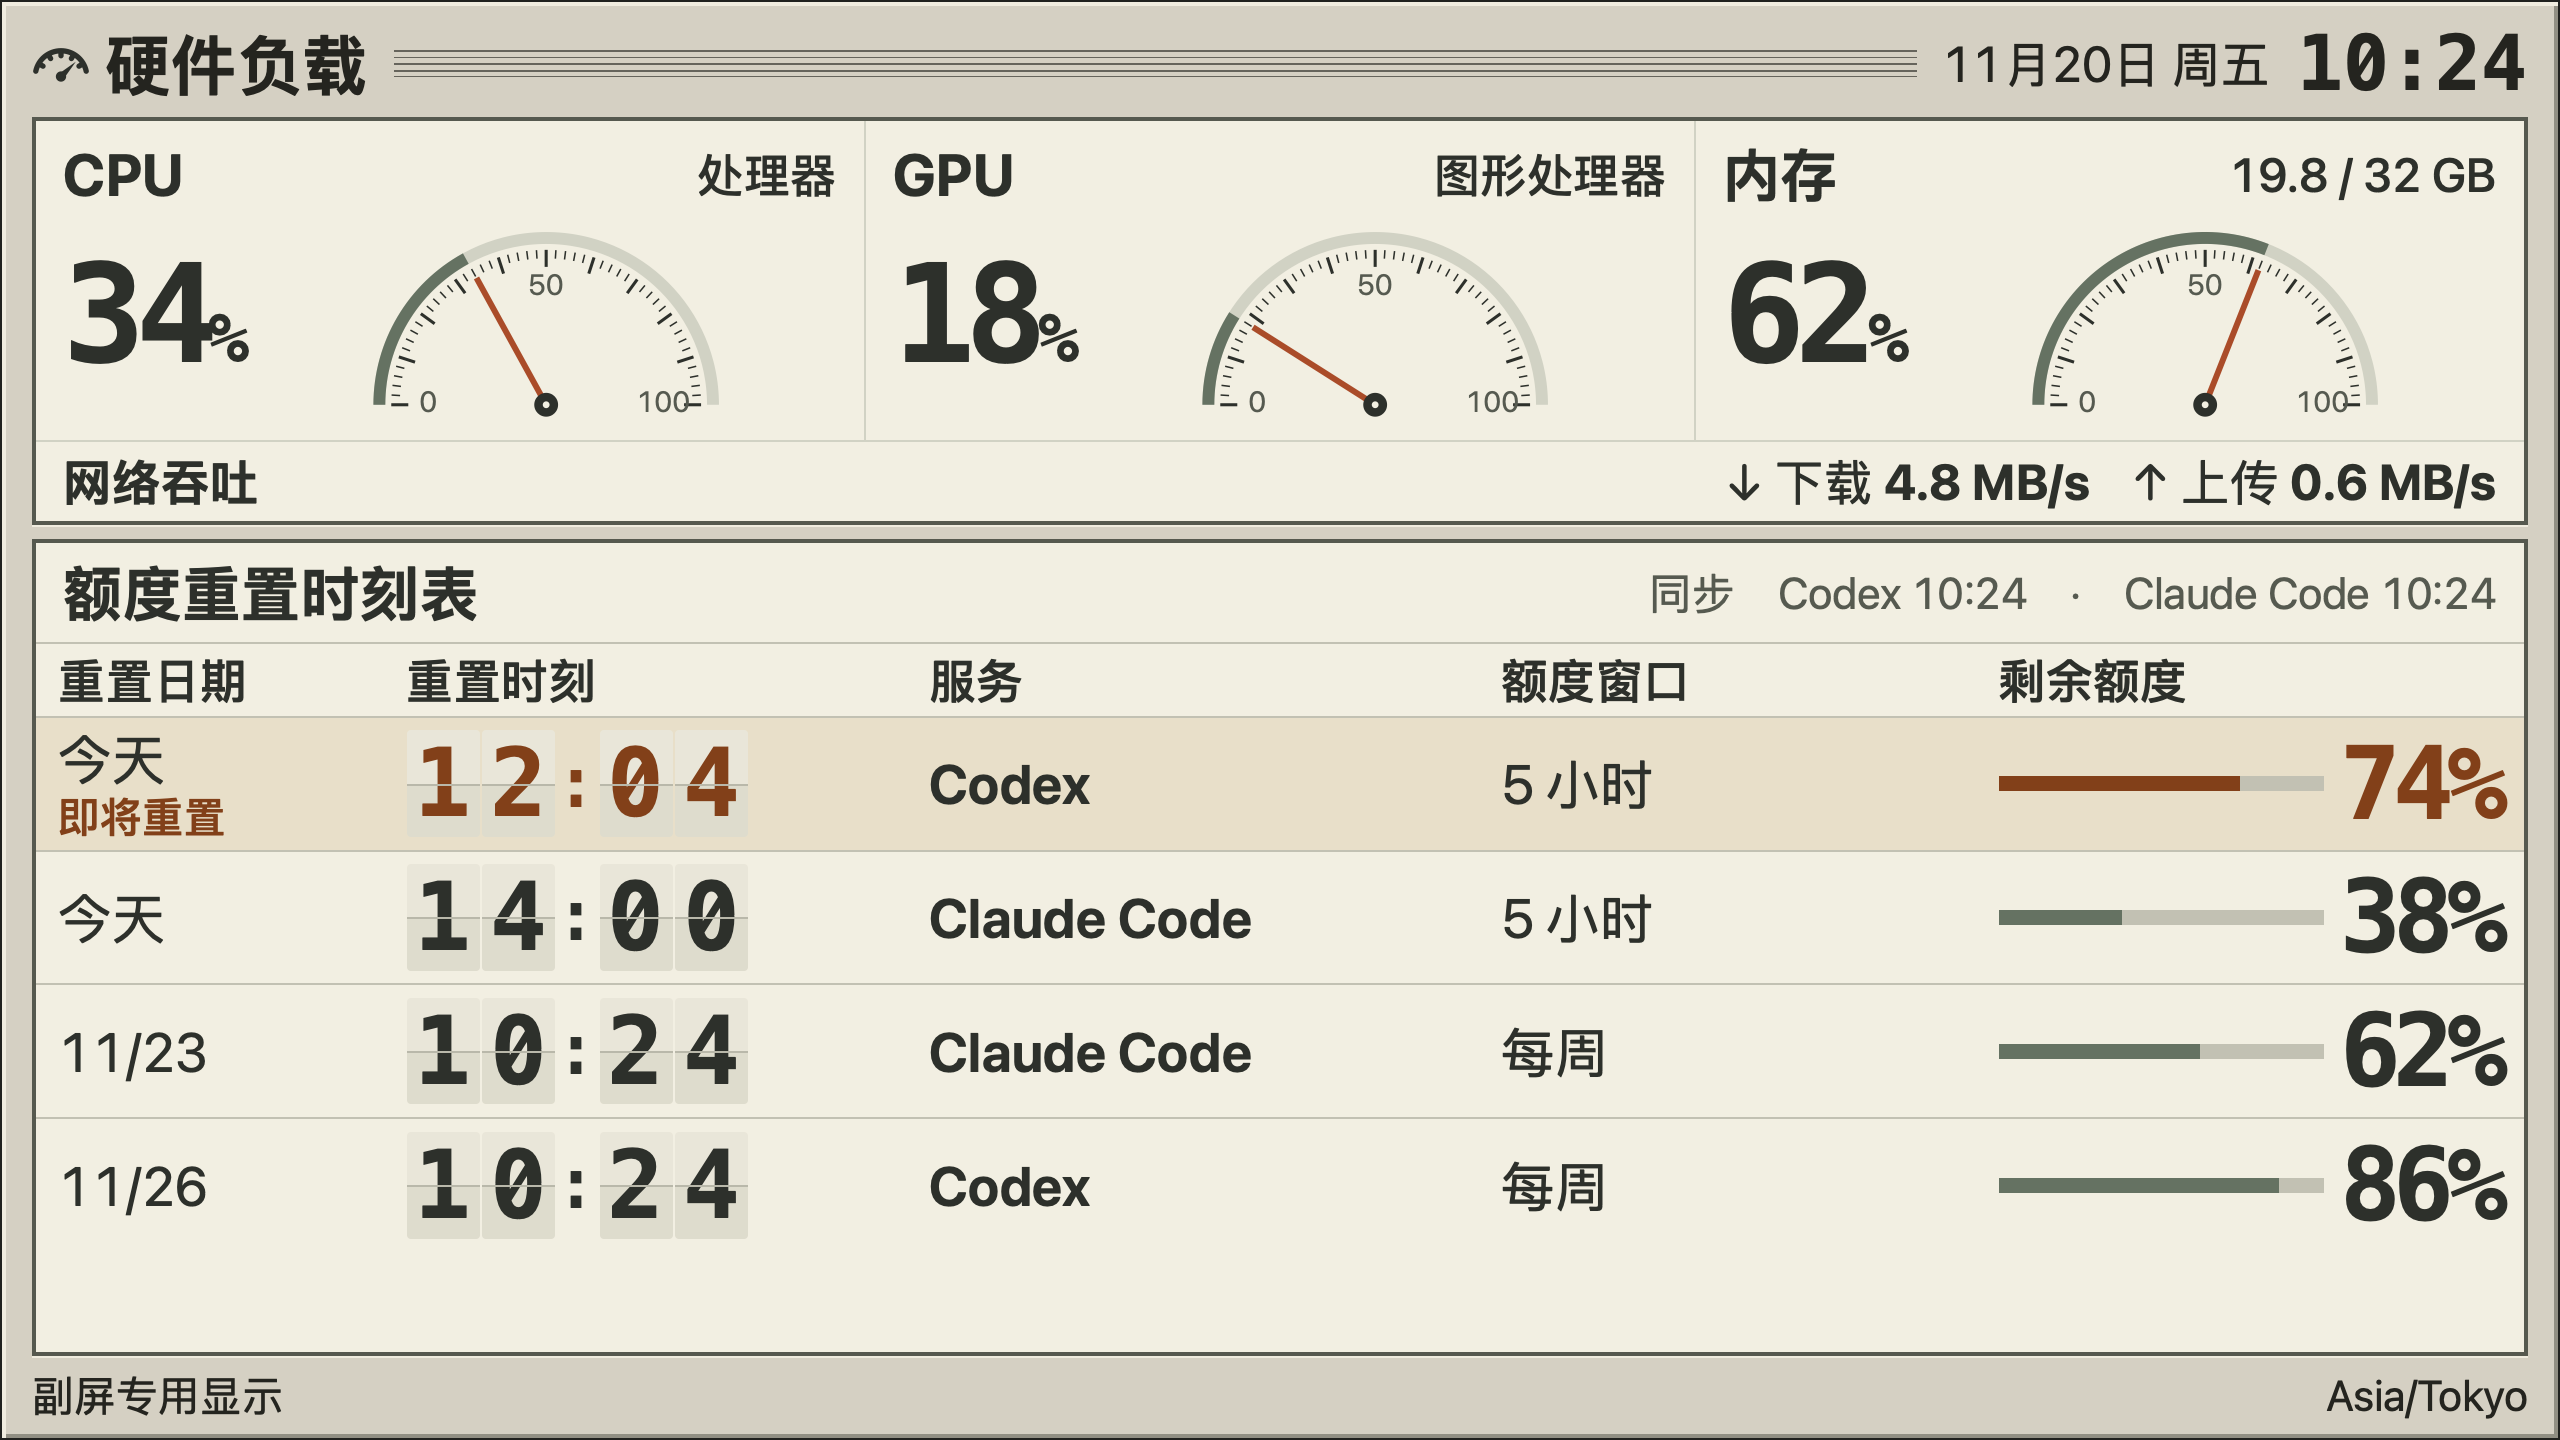 硬件负载 11月20日 周五 10:24
CPU 处理器
34%
0 50 100
GPU 图形处理器
18%
0 50 100
内存 19.8 / 32 GB
62%
0 50 100
网络吞吐 ↓ 下载 4.8 MB/s ↑ 上传 0.6 MB/s
额度重置时刻表 同步 Codex 10:24 · Claude Code 10:24
重置日期 重置时刻 服务 额度窗口 剩余额度
今天 12:04 Codex 5 小时 74%
即将重置
今天 14:00 Claude Code 5 小时 38%
11/23 10:24 Claude Code 每周 62%
11/26 10:24 Codex 每周 86%
副屏专用显示 Asia/Tokyo